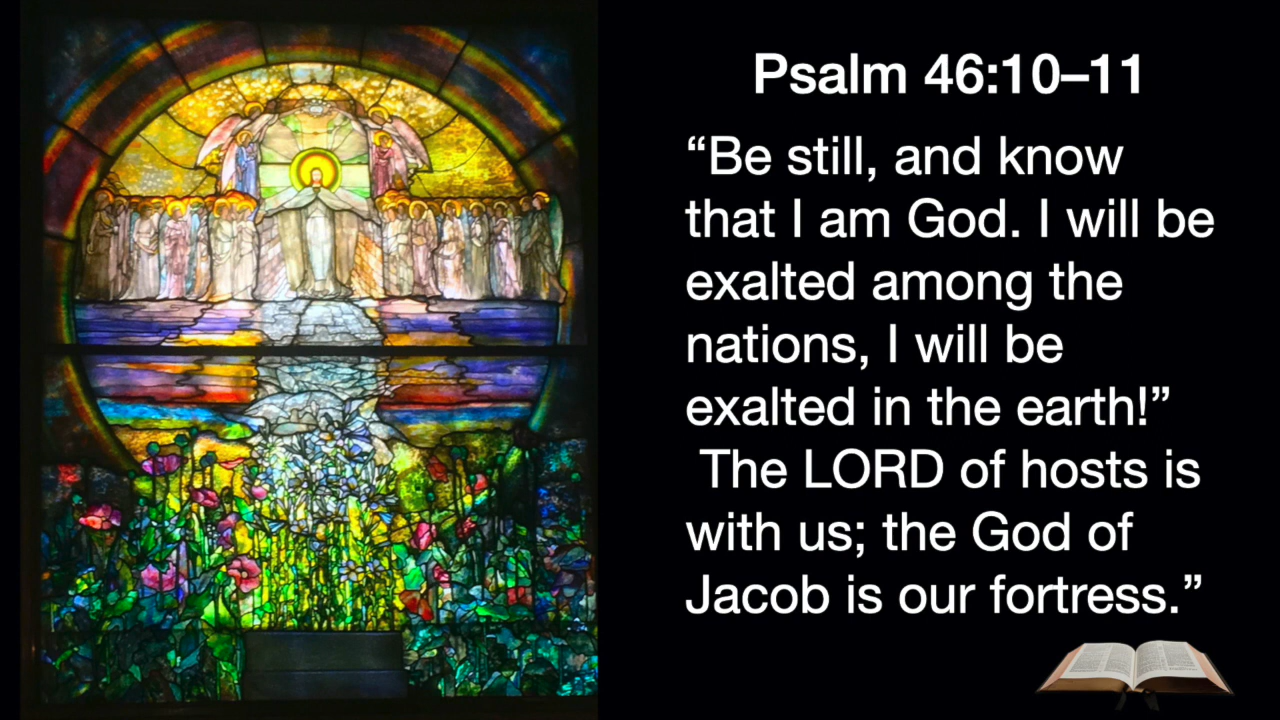 Psalm 46:10–11
“Be still, and know
that I am God. I will be
exalted among the
nations, I will be
exalted in the earth!”
The LORD of hosts is
with us; the God of
Jacob is our fortress.”